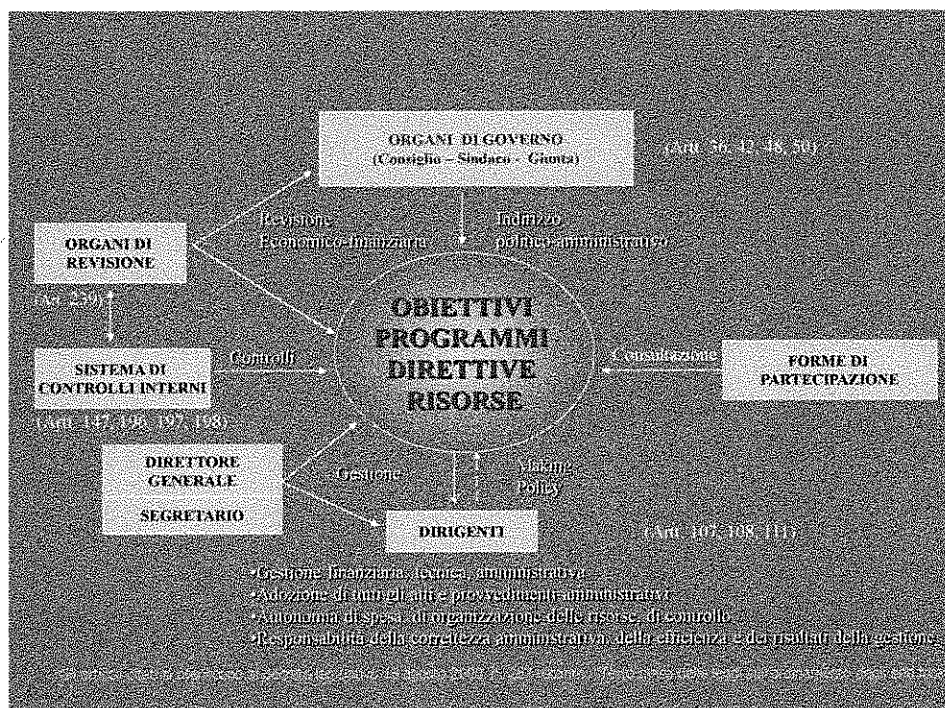 ORGANI DI GOVERNO
(Consiglio – Sindaco - Giunta)
(Artt. 36, 42, 48, 50)
Revisione
Economico-finanziaria
Indirizzo
politico-amministrativo
ORGANI DI
REVISIONE
(Art. 239)
OBIETTIVI
PROGRAMMI
DIRETTIVE
RISORSE
Controlli
Consultazione
SISTEMA DI
CONTROLLI INTERNI
FORME DI
PARTECIPAZIONE
(Artt. 147, 196, 197, 198)
DIRETTORE
GENERALE
SEGRETARIO
Gestione
Making
Policy
DIRIGENTI
(Artt. 107, 108, 111)
•Gestione finanziaria, tecnica, amministrativa
•Adozione di tutti gli atti e provvedimenti amministrativi
•Autonomia di spesa, di organizzazione delle risorse, di controllo
•Responsabilità della correttezza amministrativa, della efficienza e dei risultati della gestione